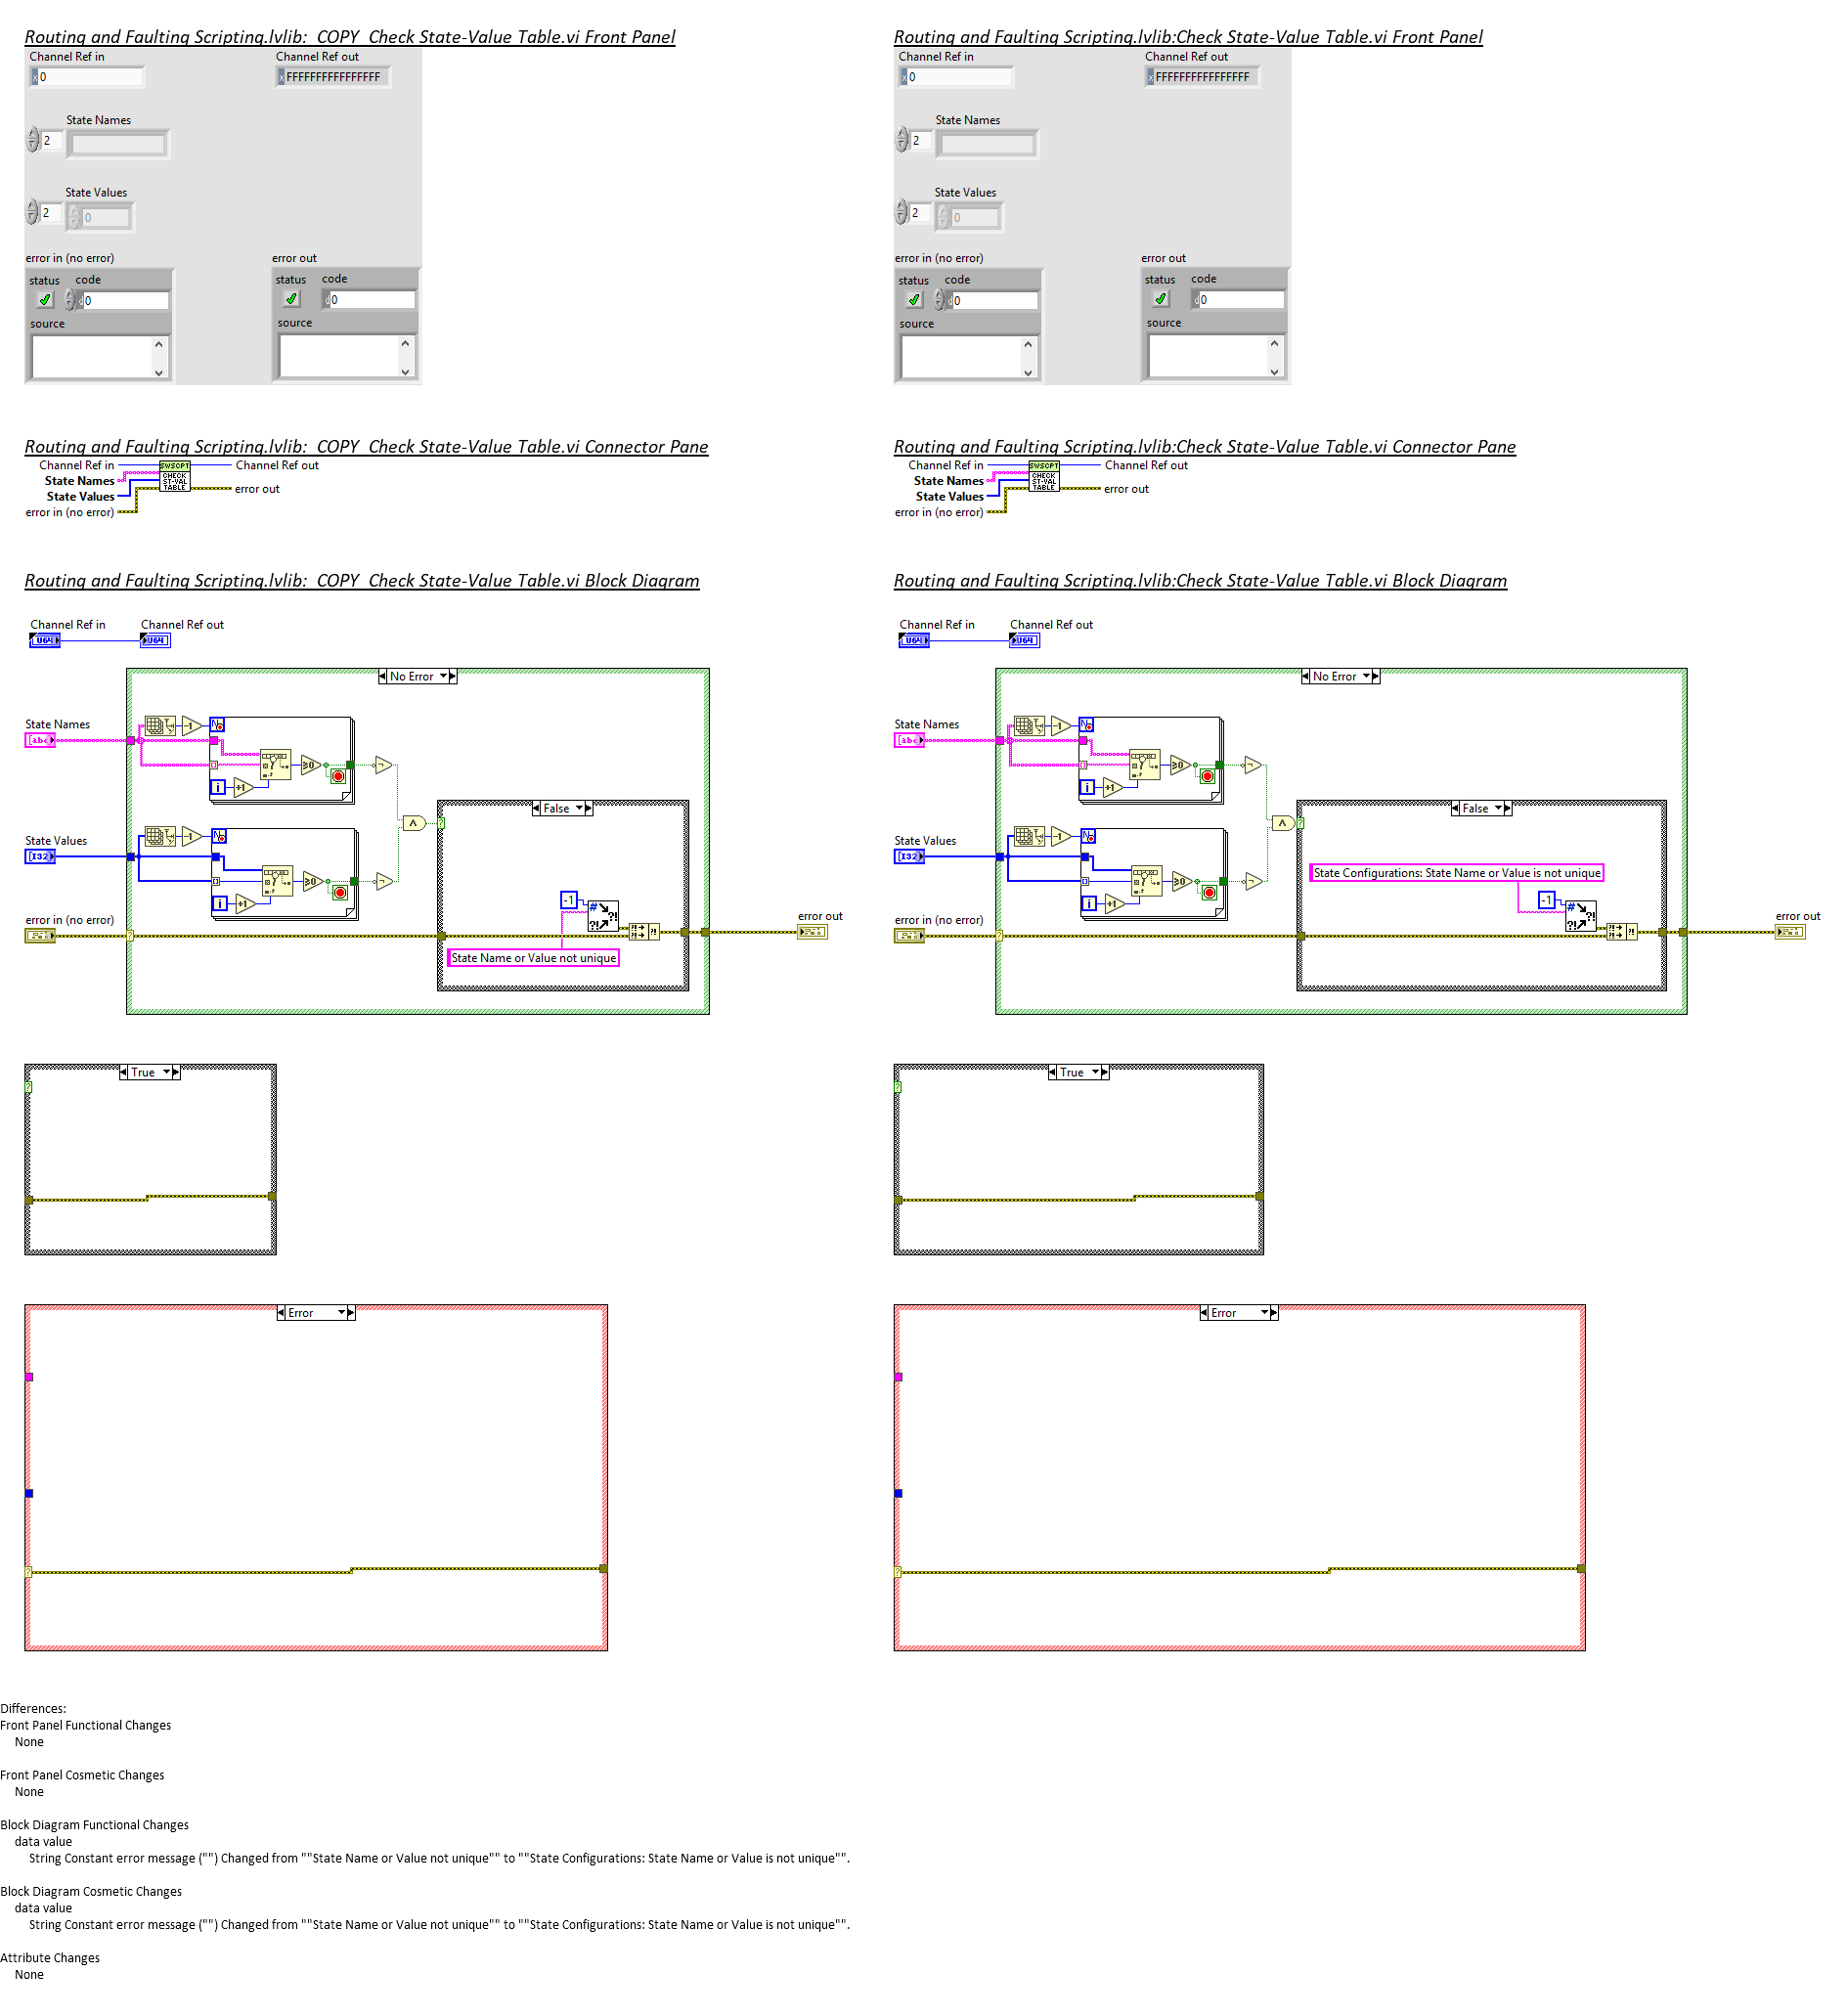 Routing and Faulting Scripting.lvlib:  COPY  Check State-Value Table.vi Front Panel
Channel Ref in
Channel Ref out
x 0
x FFFFFFFFFFFFFFFF
State Names
2
State Values
2
0
error in (no error)
error out
status
code
d 0
status
code
d 0
source
source
Routing and Faulting Scripting.lvlib:Check State-Value Table.vi Front Panel
Channel Ref in
Channel Ref out
x 0
x FFFFFFFFFFFFFFFF
State Names
2
State Values
2
0
error in (no error)
error out
status
code
d 0
status
code
d 0
source
source
Routing and Faulting Scripting.lvlib:  COPY  Check State-Value Table.vi Connector Pane
Channel Ref in
Channel Ref out
State Names
State Values
error in (no error)
error out
SWSCPT
CHECK
ST-VAL
TABLE
Routing and Faulting Scripting.lvlib:Check State-Value Table.vi Connector Pane
Channel Ref in
Channel Ref out
State Names
State Values
error in (no error)
error out
SWSCPT
CHECK
ST-VAL
TABLE
Routing and Faulting Scripting.lvlib:  COPY  Check State-Value Table.vi Block Diagram
Channel Ref in
Channel Ref out
U64
U64
No Error
State Names
[abc]
-1
N
≥0
i
+1
False
State Values
[I32]
-1
N
≥0
i
+1
-1
error in (no error)
error out
State Name or Value not unique
True
Error
Routing and Faulting Scripting.lvlib:Check State-Value Table.vi Block Diagram
Channel Ref in
Channel Ref out
U64
U64
No Error
State Names
[abc]
-1
N
≥0
i
+1
False
State Values
[I32]
-1
N
≥0
i
+1
State Configurations: State Name or Value is not unique
-1
error in (no error)
error out
True
Error
Differences:
Front Panel Functional Changes
None
Front Panel Cosmetic Changes
None
Block Diagram Functional Changes
data value
String Constant error message ("") Changed from ""State Name or Value not unique"" to ""State Configurations: State Name or Value is not unique"".
Block Diagram Cosmetic Changes
data value
String Constant error message ("") Changed from ""State Name or Value not unique"" to ""State Configurations: State Name or Value is not unique"".
Attribute Changes
None